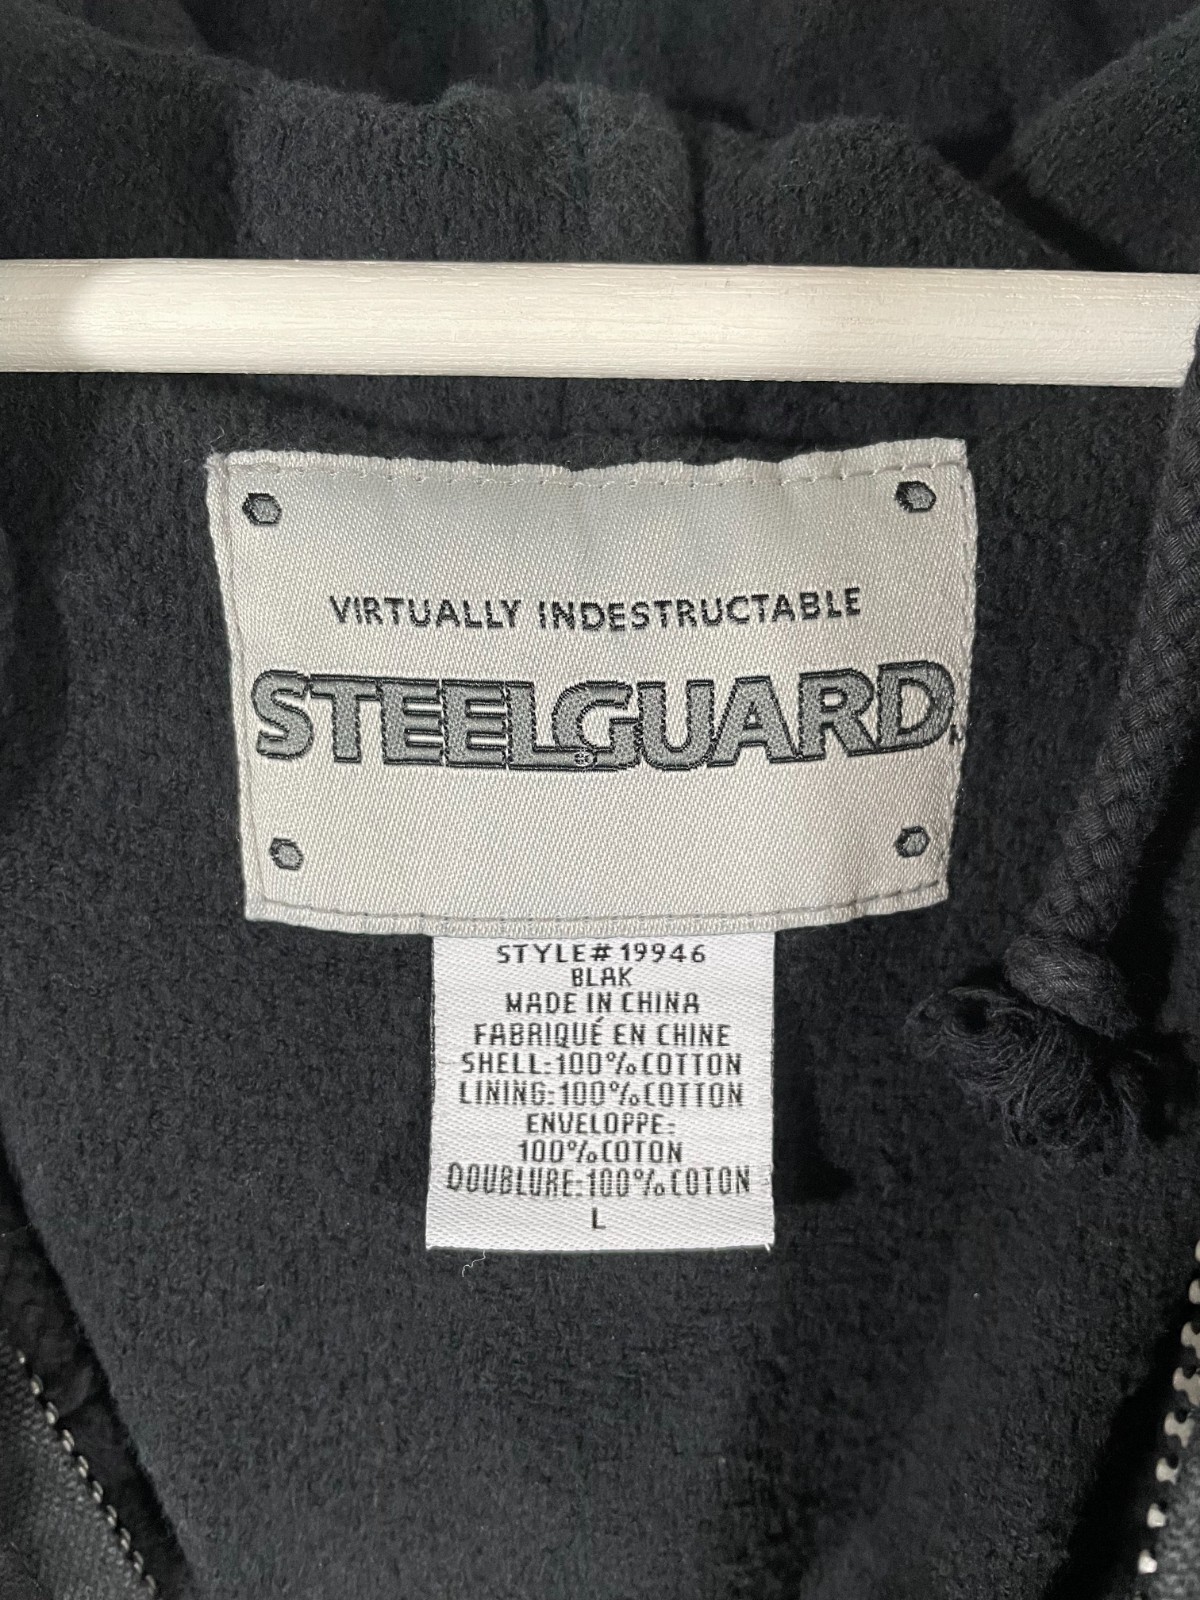 VIRTUALLY INDESTRUCTABLE
STEELGUARD
STYLE# 19946
BLAK
MADE IN CHINA
FABRIQUÉ EN CHINE
SHELL:100%COTTON
LINING:100%COTTON
ENVELOPPE:
100%COTON
DOUBLURE:100%COTON
L